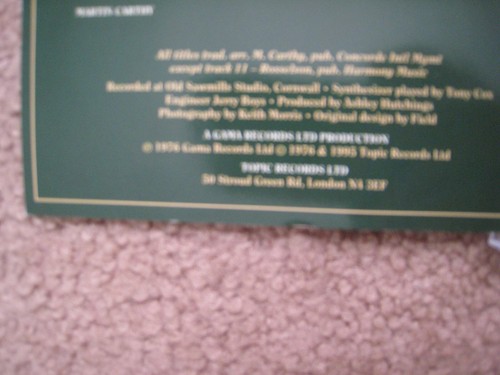 MARTIN CARTHY
All titles trad. arr. M. Carthy, pub. Concorde Intl Mgmt
except track 11 – pub. Harmony Music
Recorded at Old Sawmills Studio, Cornwall • Synthesiser played by Tony Cox
Engineer Jerry Boys • Produced by Ashley Hutchings
Photography by Keith Morris • Original design by Field
A GAMA RECORDS LTD PRODUCTION
℗ 1976 Gama Records Ltd © 1976 & 1995 Topic Records Ltd
TOPIC RECORDS LTD
50 Stroud Green Rd, London N4 3EF